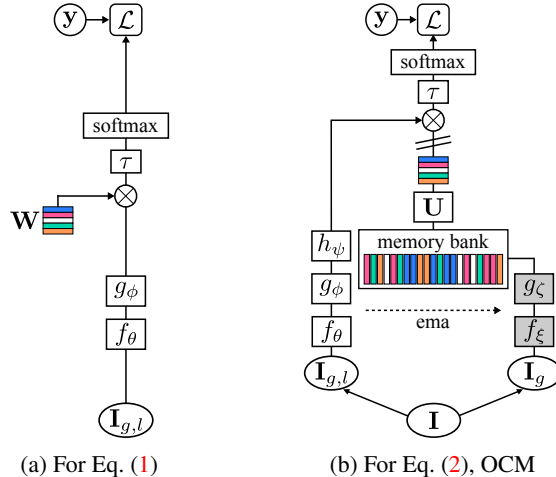 y
ℒ
softmax
τ
⊗
W
g_ϕ
f_θ
I_{g,l}
(a) For Eq. (1)
y
ℒ
softmax
τ
⊗
U
memory bank
h_ψ
g_ϕ
g_ζ
f_θ
ema
f_ξ
I_{g,l}
I
I_g
(b) For Eq. (2), OCM